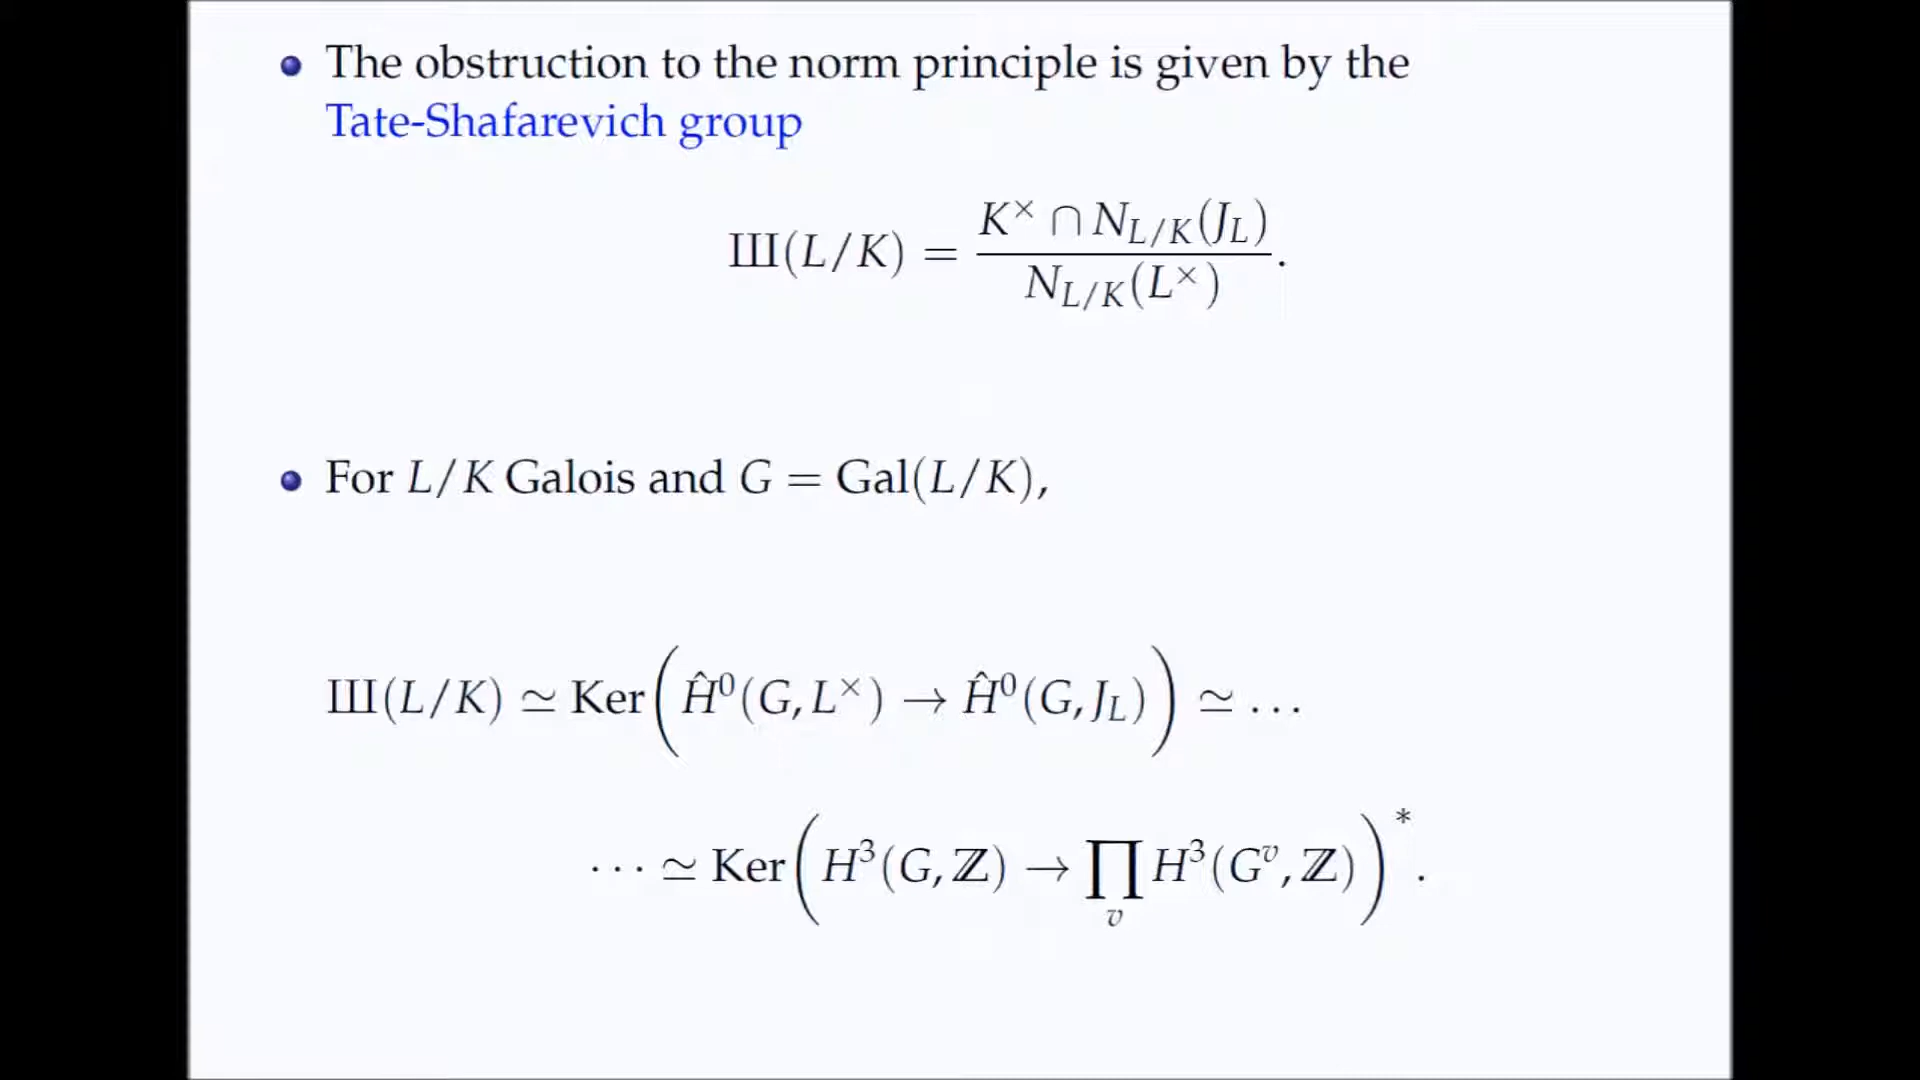 • The obstruction to the norm principle is given by the
Tate-Shafarevich group
Ш(L/K) = \frac{K^× ∩ N_{L/K}(J_L)}{N_{L/K}(L^×)}.
• For L/K Galois and G = Gal(L/K),
Ш(L/K) ≃ Ker(Ĥ^0(G, L^×) → Ĥ^0(G, J_L)) ≃ ...
··· ≃ Ker(H^3(G, ℤ) → ∏_v H^3(G^v, ℤ))^*.